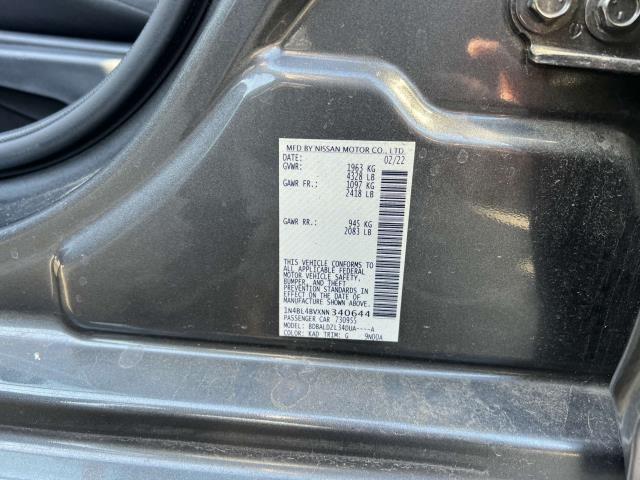 MFD BY NISSAN MOTOR CO., LTD.
DATE: 02/22
GVWR: 1963 KG
4328 LB
GAWR FR.: 1097 KG
2418 LB
GAWR RR.: 945 KG
2083 LB
THIS VEHICLE CONFORMS TO
ALL APPLICABLE FEDERAL
MOTOR VEHICLE SAFETY,
BUMPER, AND THEFT
PREVENTION STANDARDS IN
EFFECT ON THE DATE OF
MANUFACTURE SHOWN ABOVE.
1N4BL4BVXNN340644
PASSENGER CAR 730955
MODEL: BDBALDZL34DUA----A
COLOR: KAD TRIM: G 9N00A